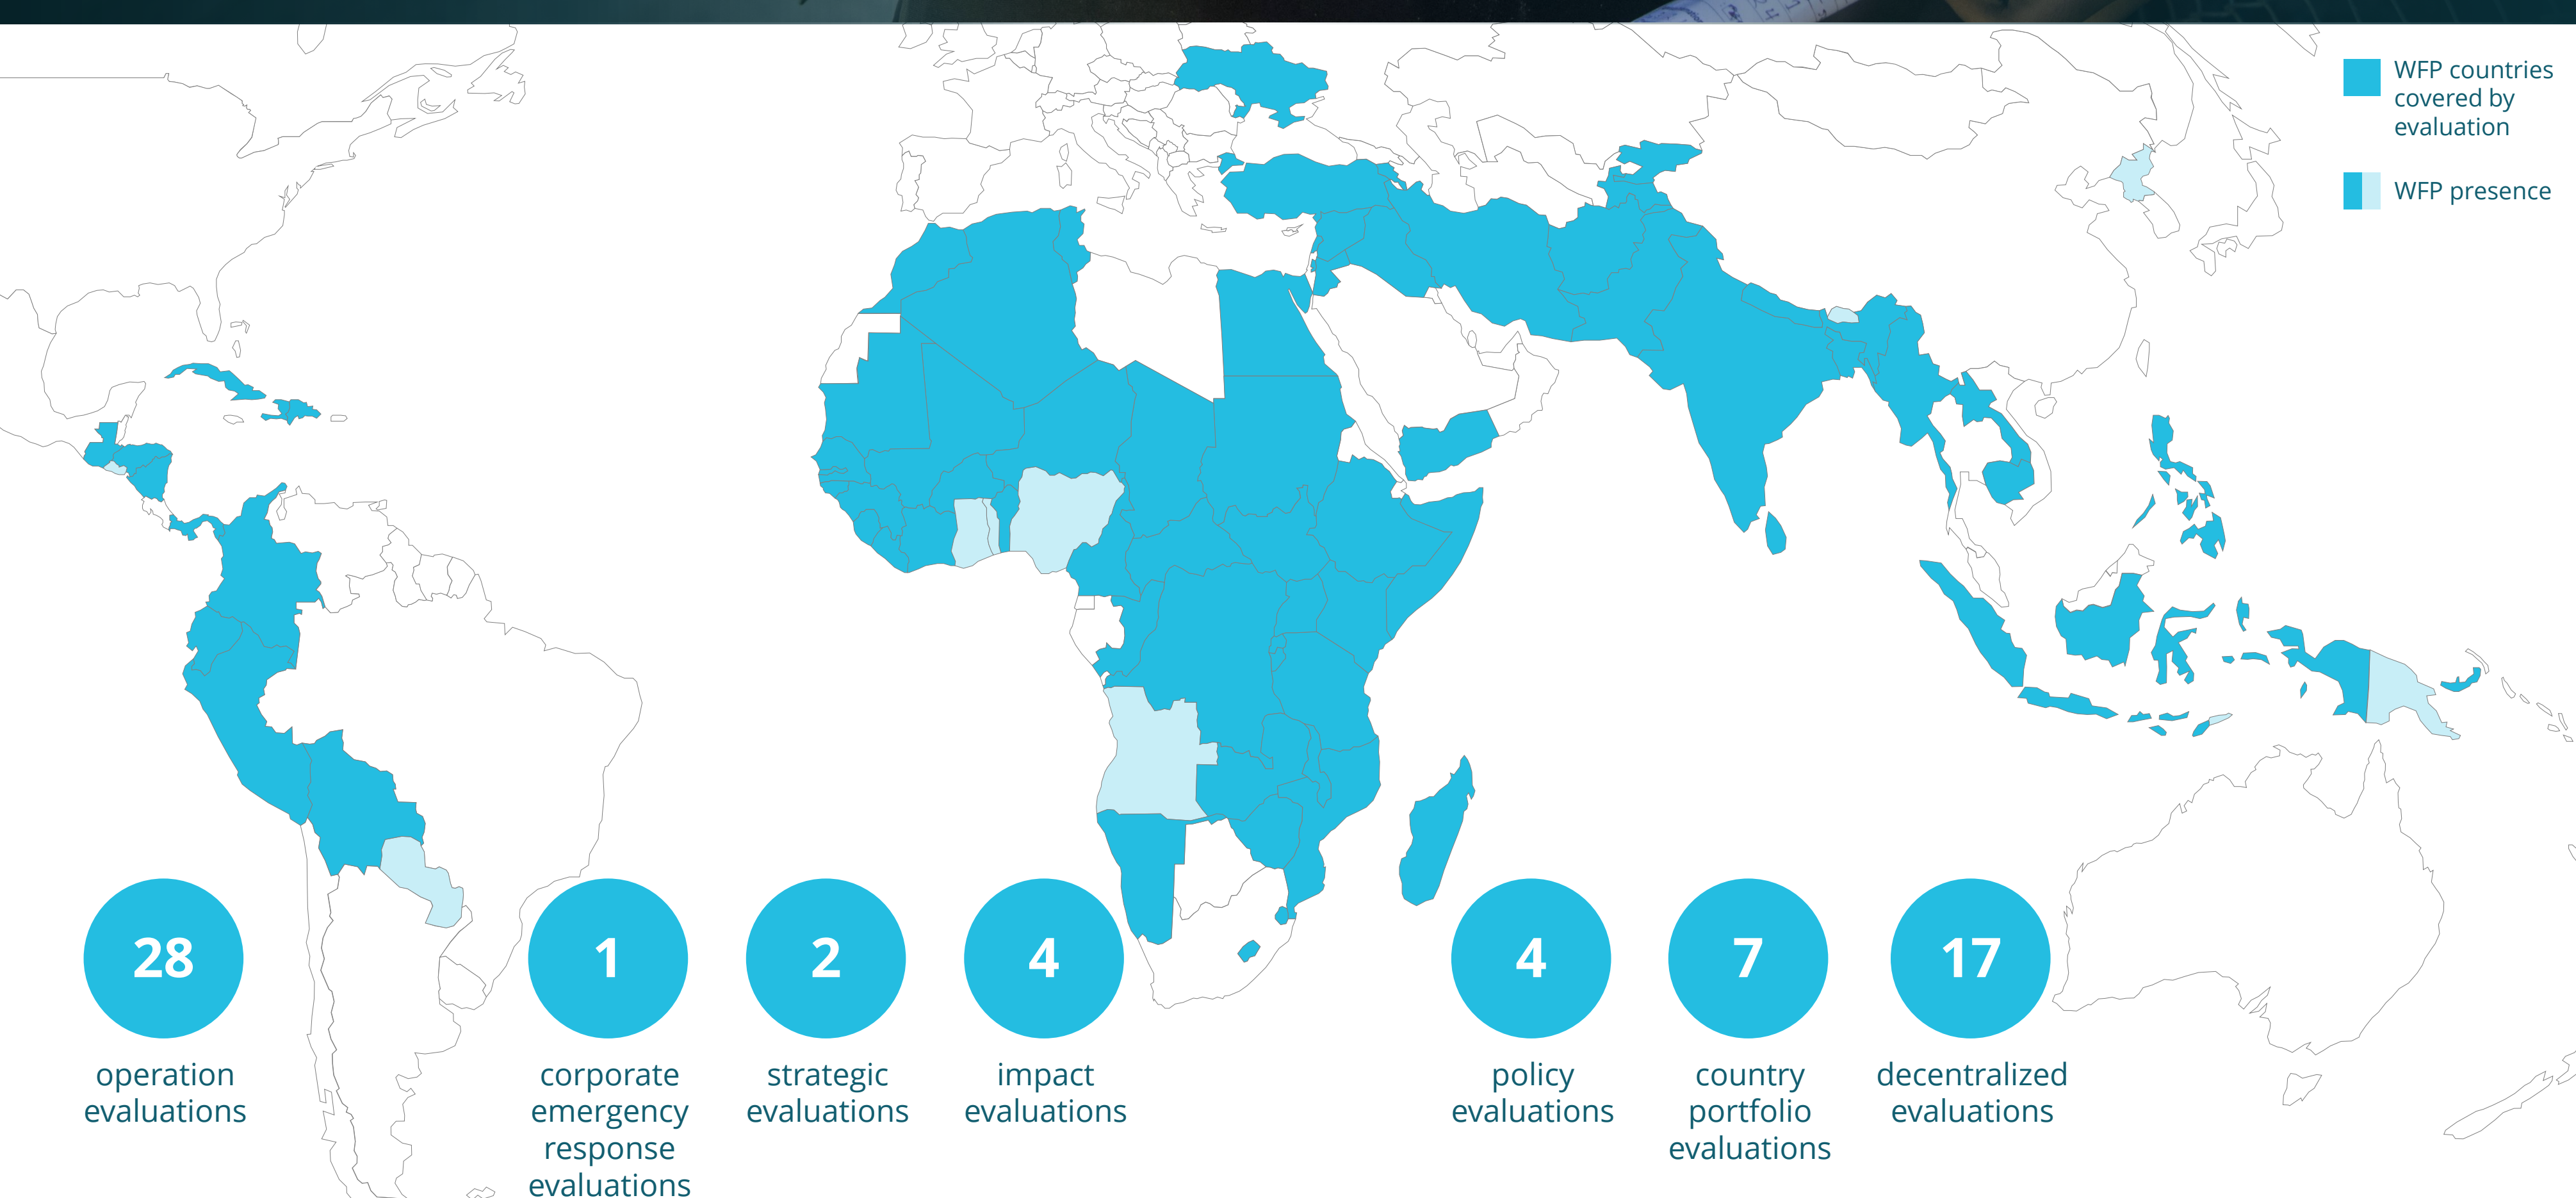 WFP countries
covered by
evaluation
WFP presence
28
operation
evaluations
1
corporate
emergency
response
evaluations
2
strategic
evaluations
4
impact
evaluations
4
policy
evaluations
7
country
portfolio
evaluations
17
decentralized
evaluations